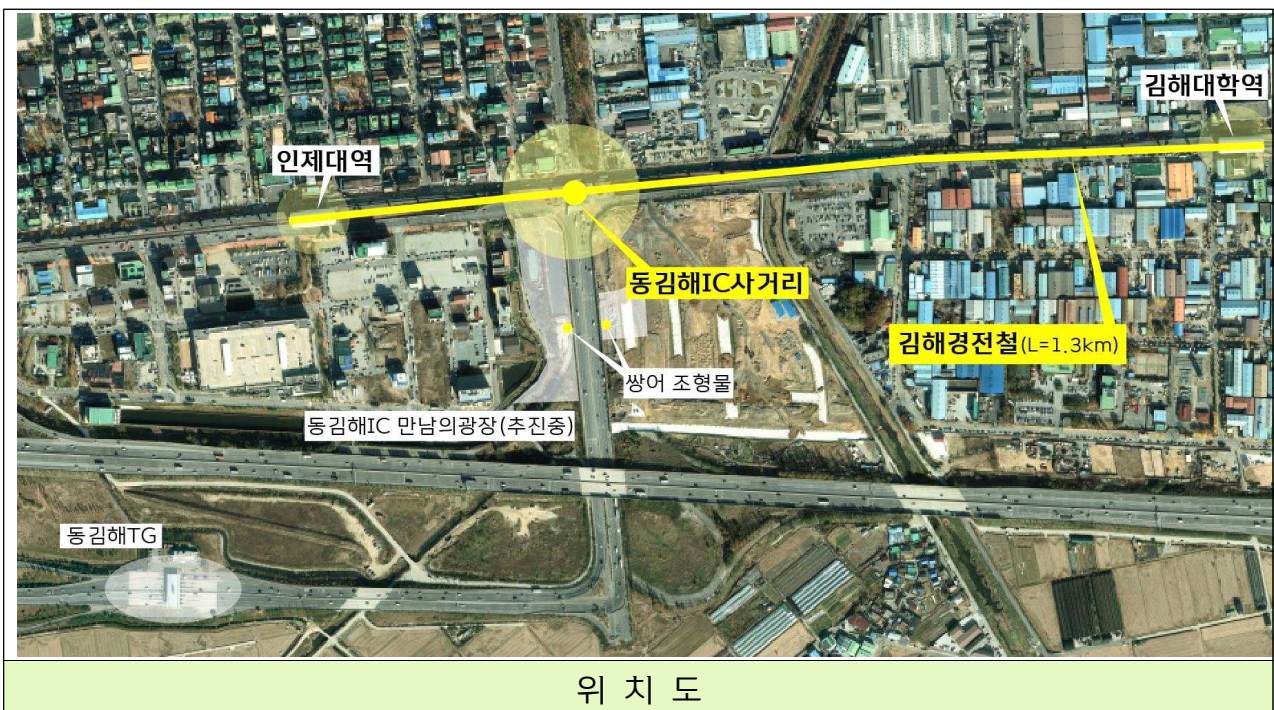 김해대학역
인제대역
동김해IC사거리
김해경전철(L=1.3km)
쌍어 조형물
동김해IC 만남의광장(추진중)
동김해TG
위 치 도